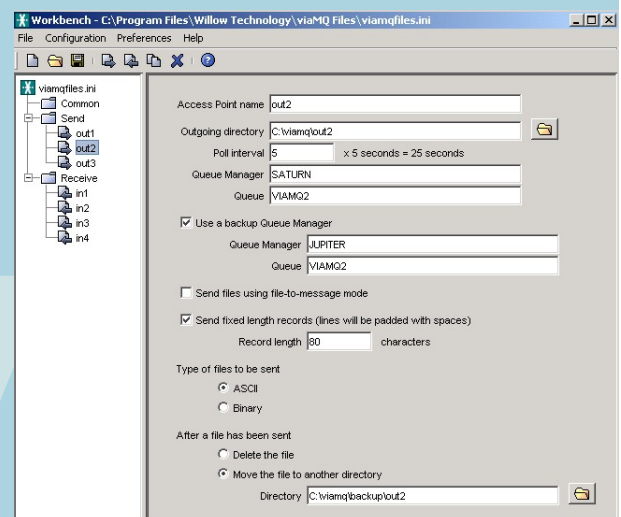 Workbench - C:\Program Files\Willow Technology\viaMQ Files\viamqfiles.ini
File Configuration Preferences Help
viamqfiles.ini
Common
Send
out1
out2
out3
Receive
in1
in2
in3
in4
Access Point name out2
Outgoing directory C:\viamq\out2
Poll interval 5 x 5 seconds = 25 seconds
Queue Manager SATURN
Queue VIAMQ2
Use a backup Queue Manager
Queue Manager JUPITER
Queue VIAMQ2
Send files using file-to-message mode
Send fixed length records (lines will be padded with spaces)
Record length 80 characters
Type of files to be sent
ASCII
Binary
After a file has been sent
Delete the file
Move the file to another directory
Directory C:\viamq\backup\out2